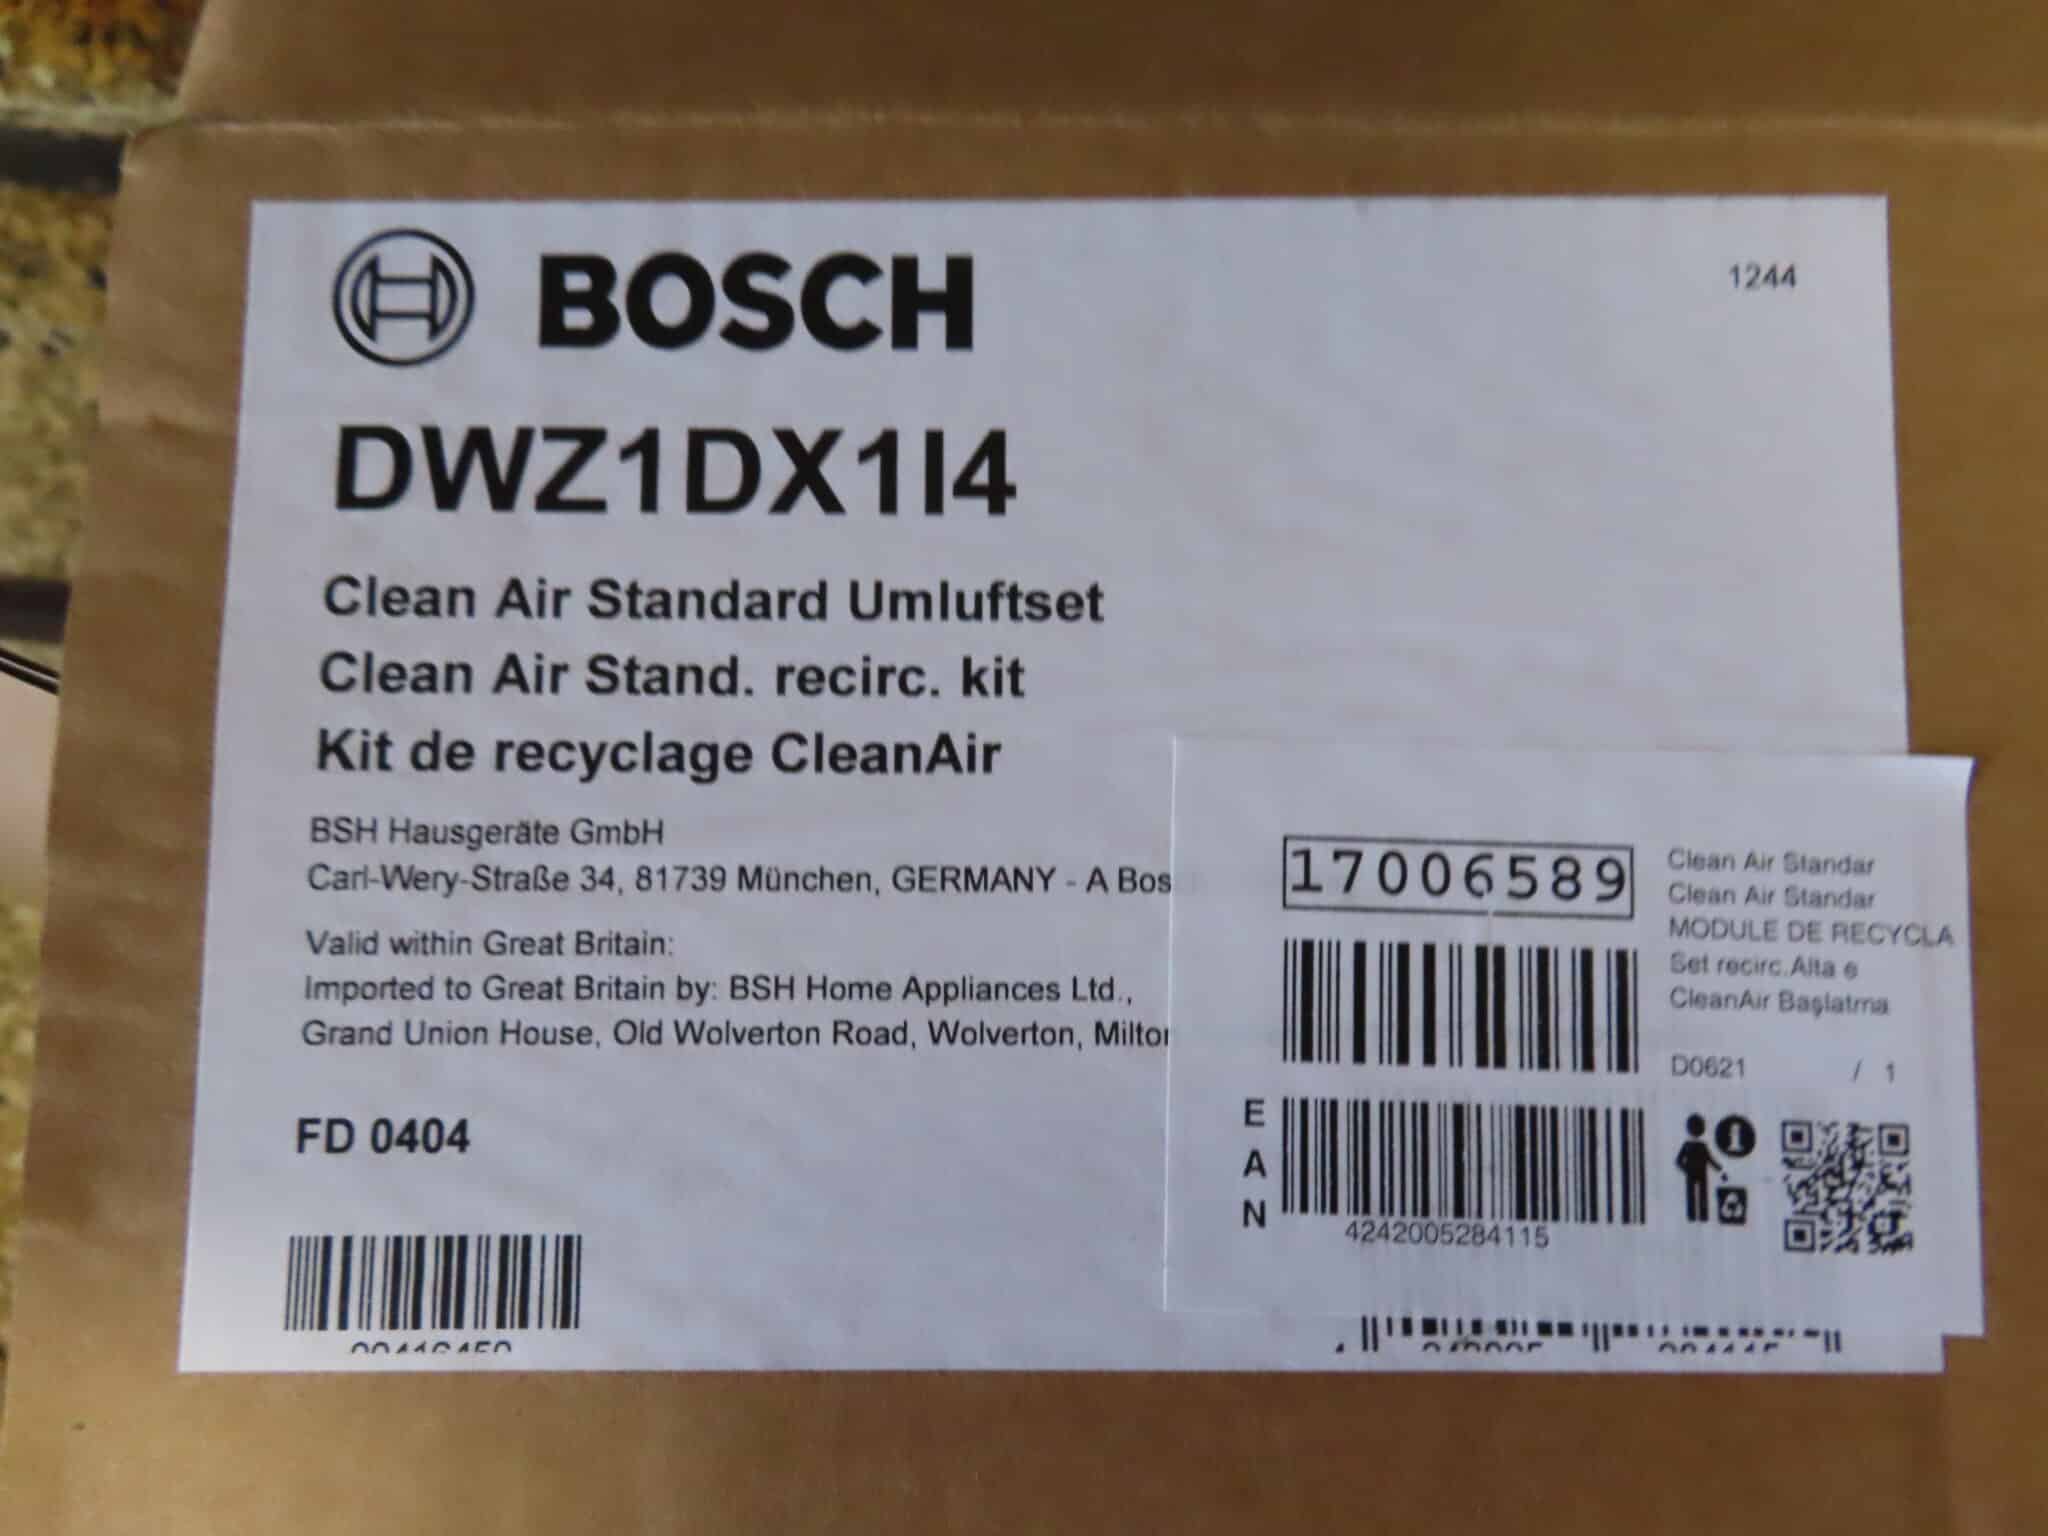 BOSCH
1244
DWZ1DX1I4
Clean Air Standard Umluftset
Clean Air Stand. recirc. kit
Kit de recyclage CleanAir
BSH Hausgeräte GmbH
Carl-Wery-Straße 34, 81739 München, GERMANY - A Bos
Valid within Great Britain:
Imported to Great Britain by: BSH Home Appliances Ltd.,
Grand Union House, Old Wolverton Road, Wolverton, Milton
FD 0404
17006589
Clean Air Standar
Clean Air Standar
MODULE DE RECYCLA
Set recirc.Alta e
CleanAir Başlatma
D0621 / 1
EAN
4242005284115